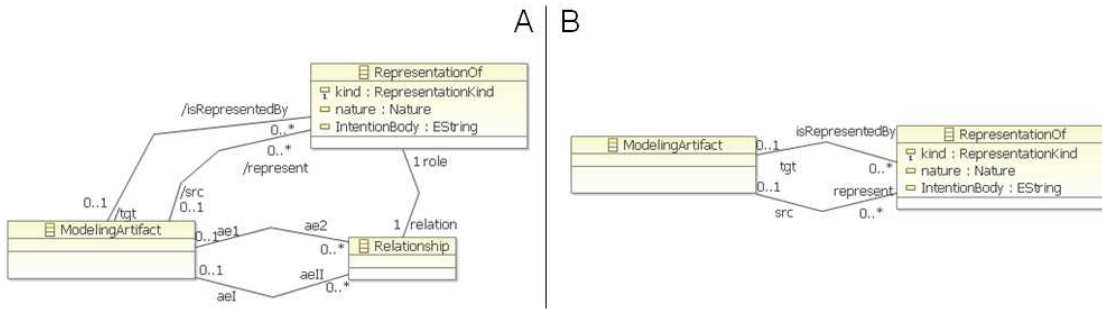 A
B
RepresentationOf
kind : RepresentationKind
nature : Nature
IntentionBody : EString
/isRepresentedBy
0..*
0..*
/represent
/src
0..1
0..1
/tgt
1 role
1 relation
ModelingArtifact
0..1
ae1
ae2
0..*
Relationship
0..1
aeI
aeII
0..*
isRepresentedBy
RepresentationOf
ModelingArtifact
0..1
tgt
0..*
kind : RepresentationKind
nature : Nature
IntentionBody : EString
0..1
src
represent
0..*